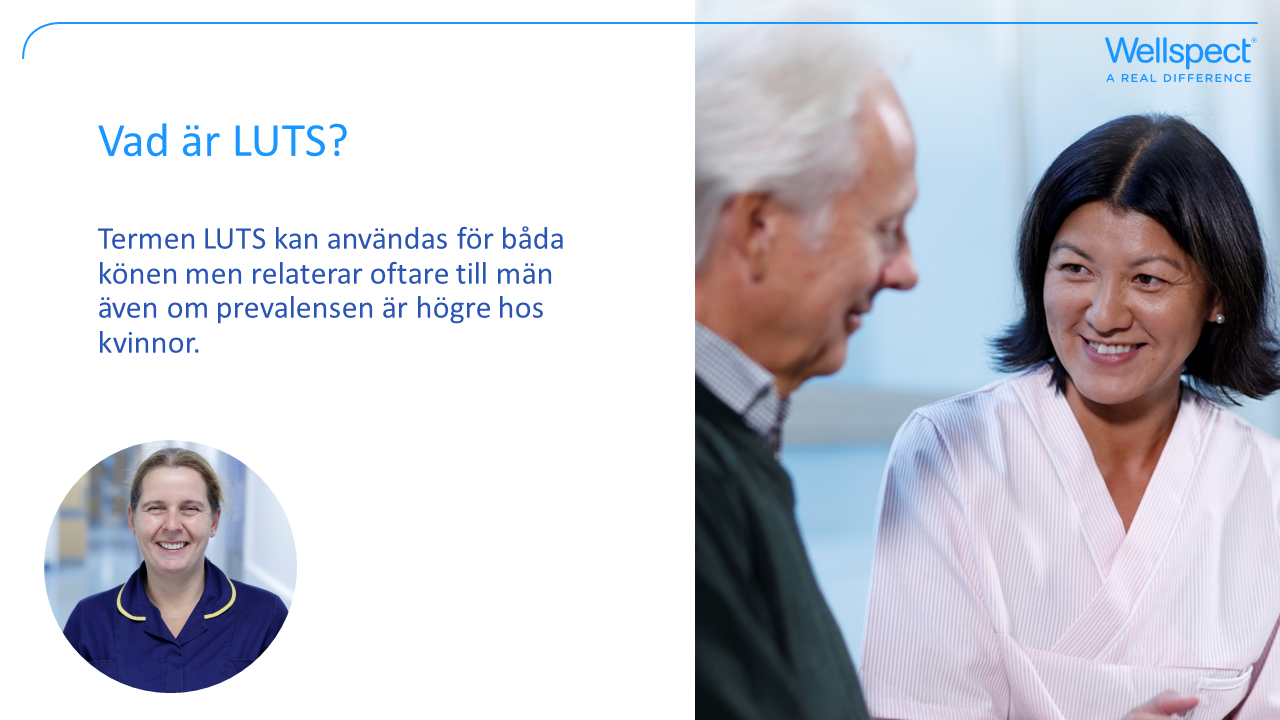 Wellspect®
A REAL DIFFERENCE
Vad är LUTS?
Termen LUTS kan användas för båda
könen men relaterar oftare till män
även om prevalensen är högre hos
kvinnor.